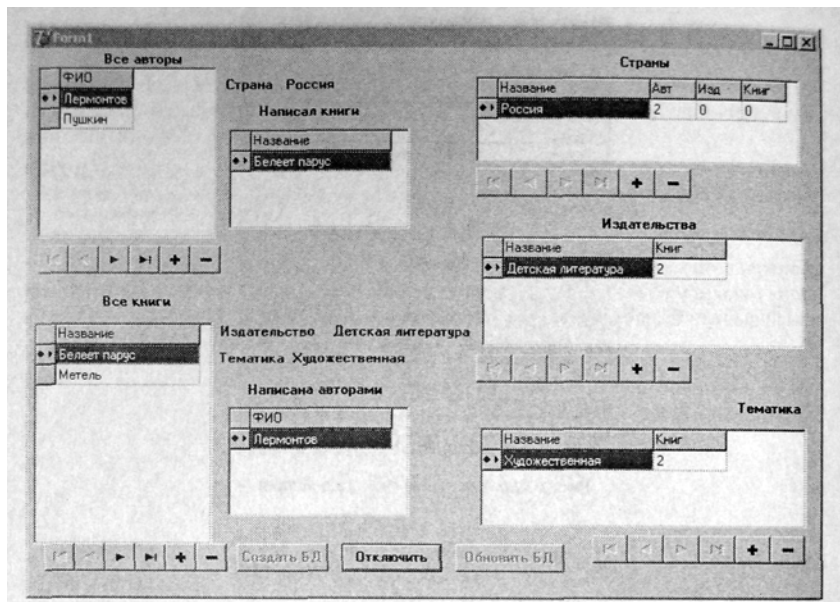 Form1
Все авторы
ФИО
Лермонтов
Пушкин
Страна Россия
Написал книги
Название
Белеет парус
Страны
Название Авт Изд Книг
Россия 2 0 0
Издательства
Название Книг
Детская литература 2
Все книги
Название
Белеет парус
Метель
Издательство Детская литература
Тематика Художественная
Написана авторами
ФИО
Лермонтов
Тематика
Название Книг
Художественная 2
Создать БД Отключить Обновить БД